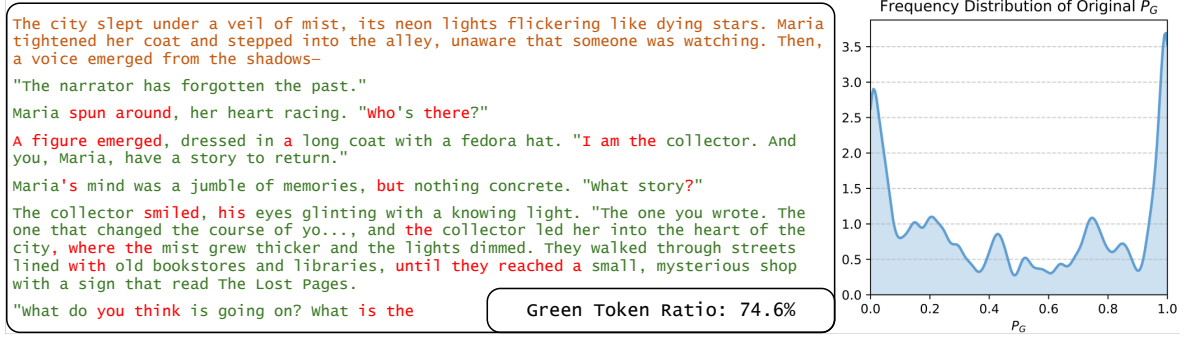 The city slept under a veil of mist, its neon lights flickering like dying stars. Maria
tightened her coat and stepped into the alley, unaware that someone was watching. Then,
a voice emerged from the shadows—
"The narrator has forgotten the past."
Maria spun around, her heart racing. "Who's there?"
A figure emerged, dressed in a long coat with a fedora hat. "I am the collector. And
you, Maria, have a story to return."
Maria's mind was a jumble of memories, but nothing concrete. "What story?"
The collector smiled, his eyes glinting with a knowing light. "The one you wrote. The
one that changed the course of yo..., and the collector led her into the heart of the
city, where the mist grew thicker and the lights dimmed. They walked through streets
lined with old bookstores and libraries, until they reached a small, mysterious shop
with a sign that read The Lost Pages.
"What do you think is going on? What is the
Green Token Ratio: 74.6%
Frequency Distribution of Original P_G
3.5
3.0
2.5
2.0
1.5
1.0
0.5
0.0
0.0 0.2 0.4 0.6 0.8 1.0
P_G